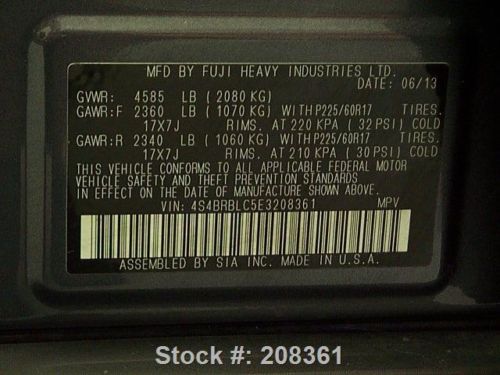 MFD BY FUJI HEAVY INDUSTRIES LTD.
DATE: 06/13
GVWR: 4585 LB (2080 KG)
GAWR:F 2360 LB (1070 KG) WITH P225/60R17 TIRES.
17X7J RIMS. AT 220 KPA (32 PSI) COLD
GAWR:R 2340 LB (1060 KG) WITH P225/60R17 TIRES.
17X7J RIMS. AT 210 KPA (30 PSI) COLD
THIS VEHICLE CONFORMS TO ALL APPLICABLE FEDERAL MOTOR
VEHICLE SAFETY AND THEFT PREVENTION STANDARDS
IN EFFECT ON THE DATE OF MANUFACTURE SHOWN ABOVE.
VIN: 4S4BRBLC5E3208361 MPV
ASSEMBLED BY SIA INC. MADE IN U.S.A.
Stock #: 208361